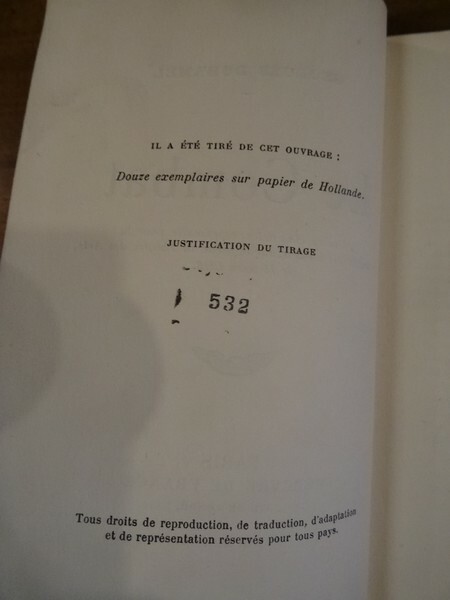 IL A ÉTÉ TIRÉ DE CET OUVRAGE :
Douze exemplaires sur papier de Hollande.
JUSTIFICATION DU TIRAGE
532
Tous droits de reproduction, de traduction, d'adaptation
et de représentation réservés pour tous pays.